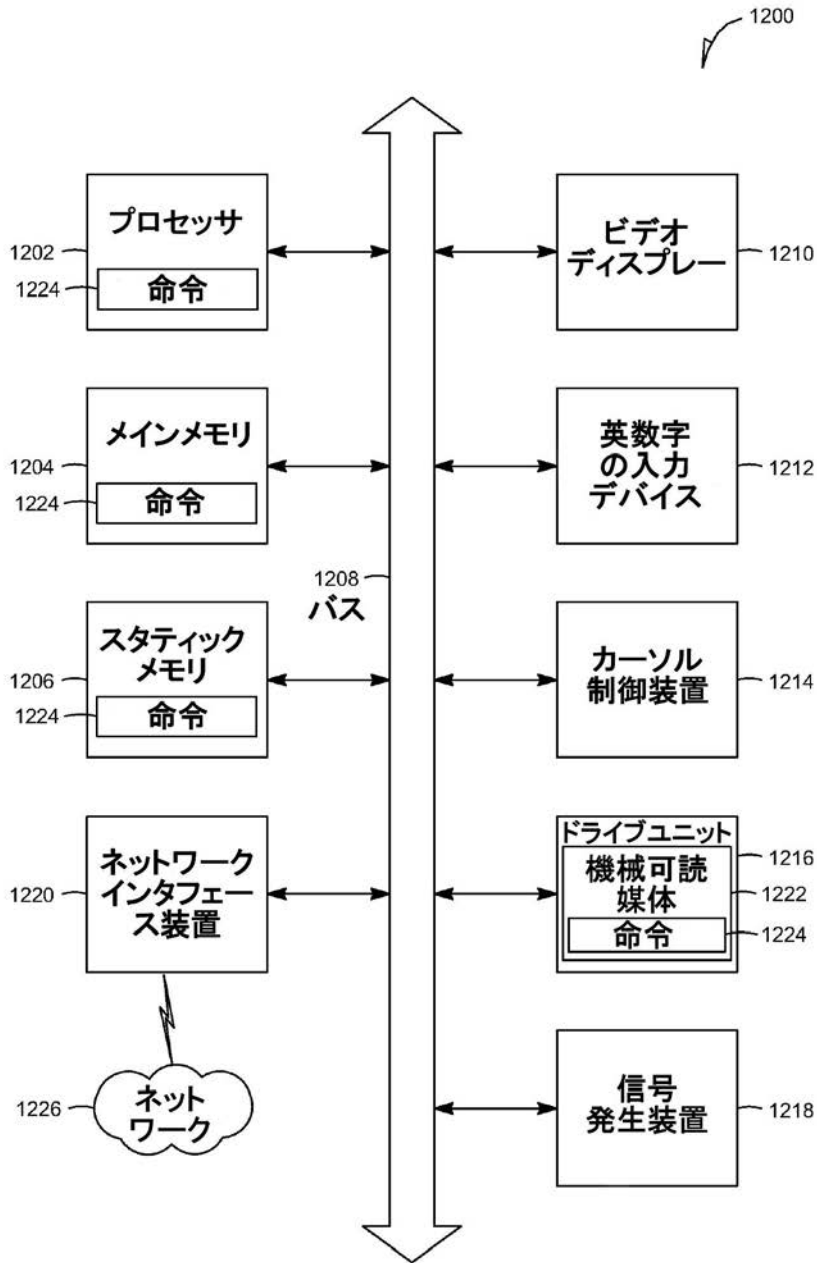 1200
プロセッサ
1202
1224
命令
メインメモリ
1204
1224
命令
スタティック
メモリ
1206
1224
命令
ネットワーク
インタフェー
ス装置
1220
1226
ネット
ワーク
1208
バス
ビデオ
ディスプレー
1210
英数字
の入力
デバイス
1212
カーソル
制御装置
1214
ドライブユニット
1216
機械可読
媒体
1222
命令
1224
信号
発生装置
1218